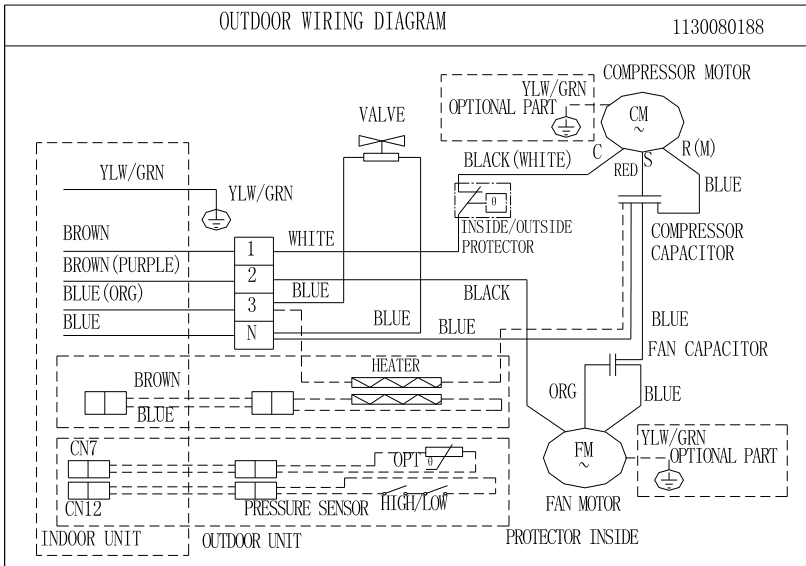 OUTDOOR WIRING DIAGRAM
1130080188
COMPRESSOR MOTOR
YLW/GRN
OPTIONAL PART
VALVE
CM
~
C
S
R(M)
BLACK(WHITE)
RED
BLUE
YLW/GRN
YLW/GRN
θ
INSIDE/OUTSIDE
PROTECTOR
COMPRESSOR
CAPACITOR
BROWN
1
WHITE
BROWN(PURPLE)
2
BLUE(ORG)
3
BLUE
BLACK
BLUE
N
BLUE
BLUE
BLUE
FAN CAPACITOR
HEATER
BROWN
BLUE
ORG
BLUE
CN7
OPT
θ
FM
~
YLW/GRN
OPTIONAL PART
CN12
PRESSURE SENSOR
HIGH/LOW
FAN MOTOR
INDOOR UNIT
OUTDOOR UNIT
PROTECTOR INSIDE